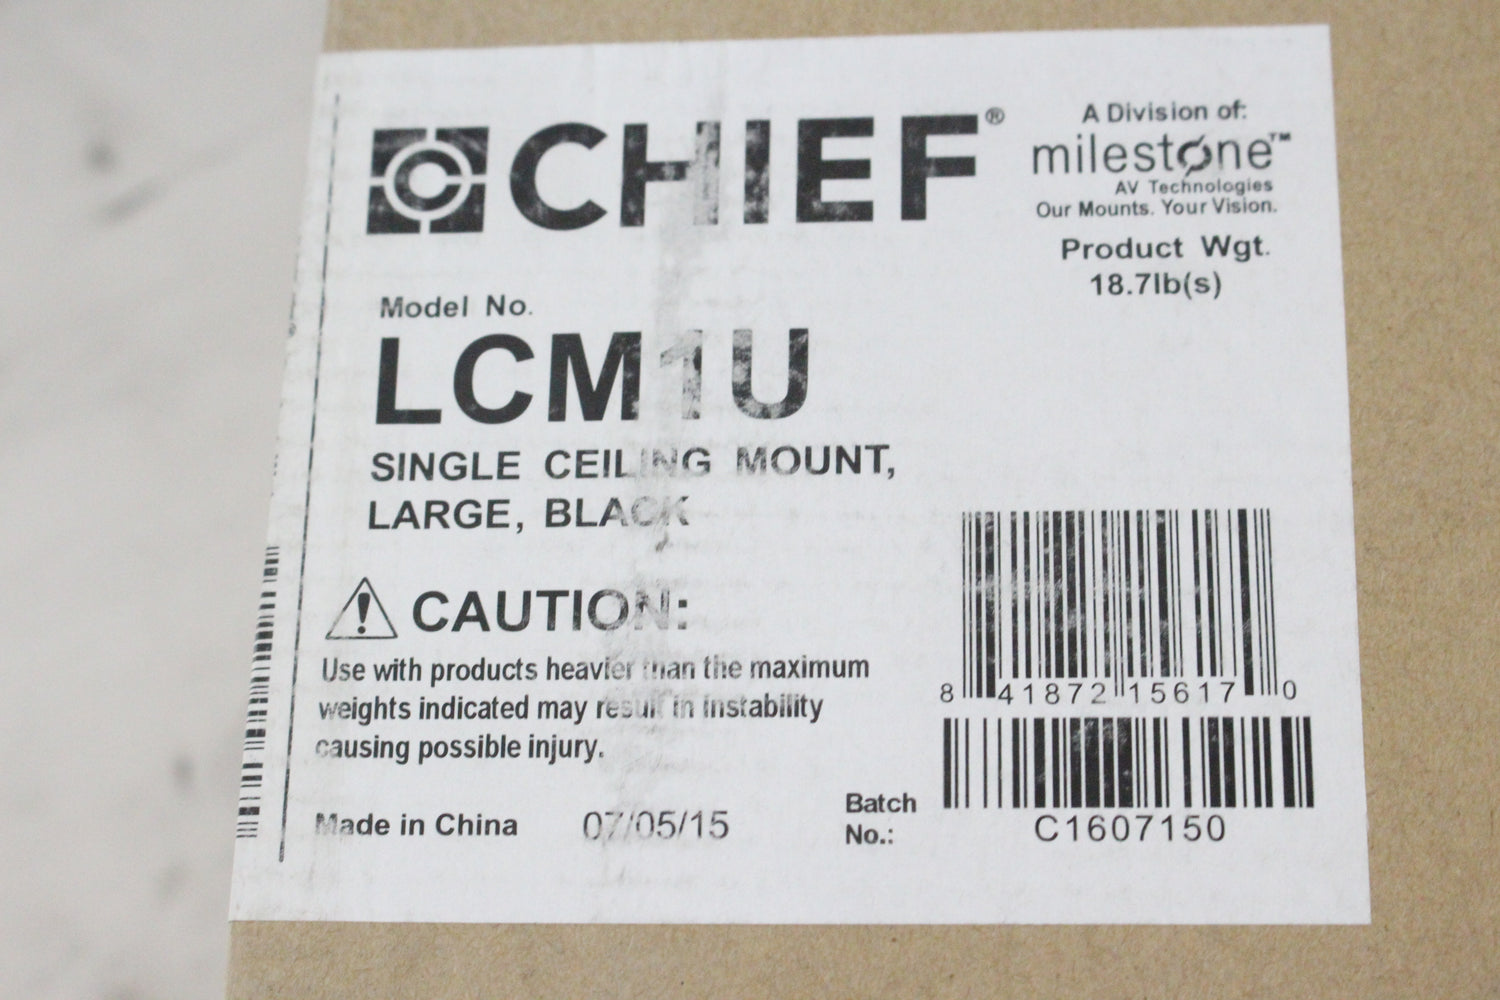 CHIEF®
A Division of:
milestone™
AV Technologies
Our Mounts. Your Vision.
Product Wgt.
18.7lb(s)
Model No.
LCM1U
SINGLE CEILING MOUNT,
LARGE, BLACK
CAUTION:
Use with products heavier than the maximum
weights indicated may result in instability
causing possible injury.
8 41872 15617 0
Made in China 07/05/15
Batch
No.:
C1607150